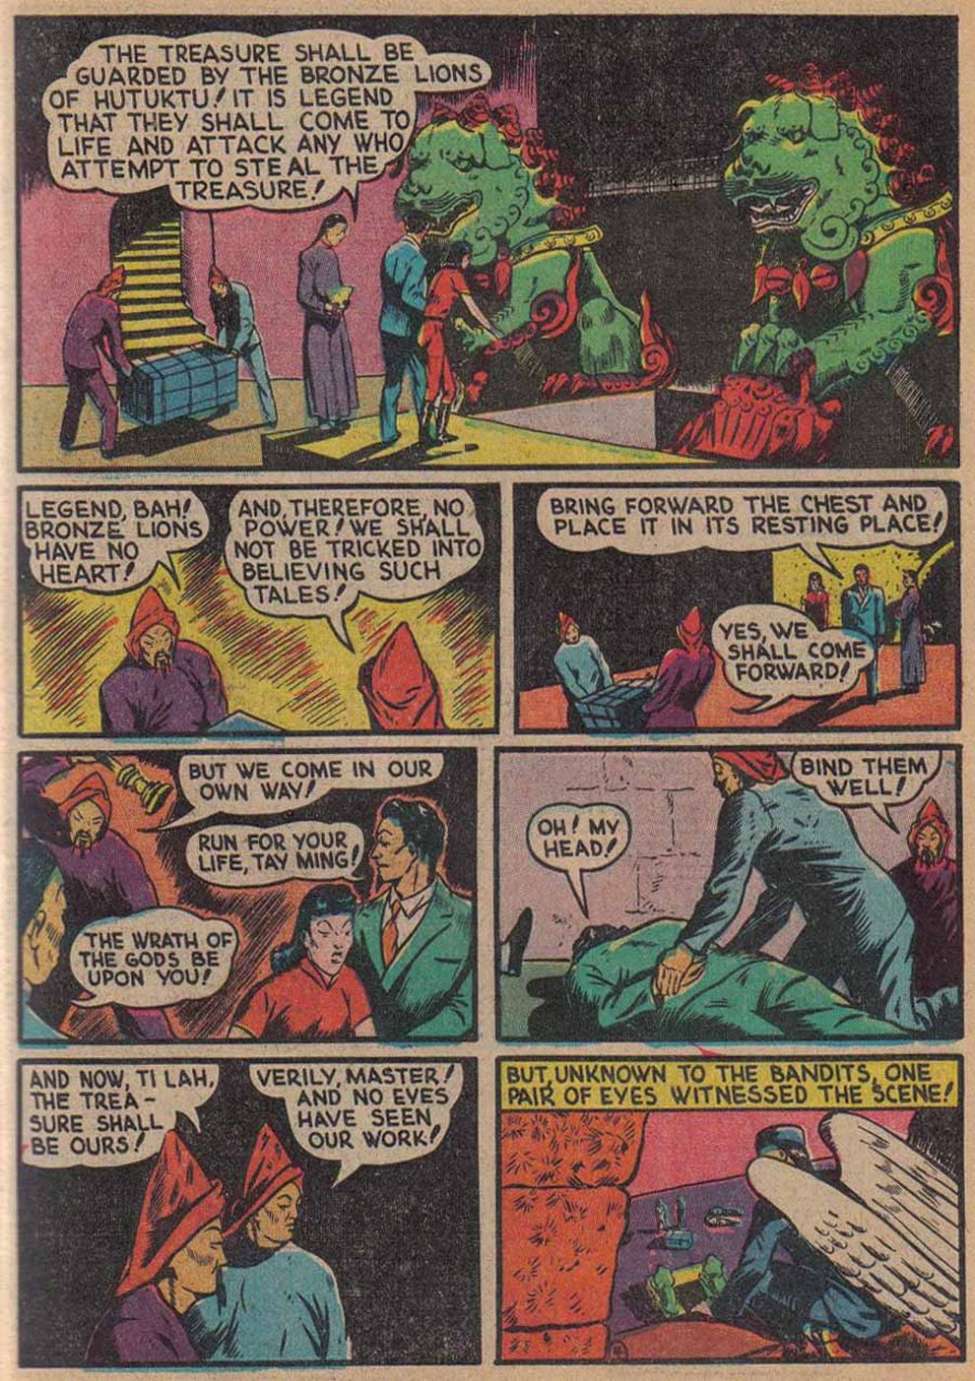 THE TREASURE SHALL BE
GUARDED BY THE BRONZE LIONS
OF HUTUKTU! IT IS LEGEND
THAT THEY SHALL COME TO
LIFE AND ATTACK ANY WHO
ATTEMPT TO STEAL THE
TREASURE!
LEGEND, BAH!
BRONZE LIONS
HAVE NO
HEART!
AND, THEREFORE, NO
POWER! WE SHALL
NOT BE TRICKED INTO
BELIEVING SUCH
TALES!
BRING FORWARD THE CHEST AND
PLACE IT IN ITS RESTING PLACE!
YES, WE
SHALL COME
FORWARD!
BUT WE COME IN OUR
OWN WAY!
RUN FOR YOUR
LIFE, TAY MING!
THE WRATH OF
THE GODS BE
UPON YOU!
BIND THEM
WELL!
OH! MY
HEAD!
AND NOW, TI LAH,
THE TREA-
SURE SHALL
BE OURS!
VERILY, MASTER!
AND NO EYES
HAVE SEEN
OUR WORK!
BUT, UNKNOWN TO THE BANDITS, ONE
PAIR OF EYES WITNESSED THE SCENE!